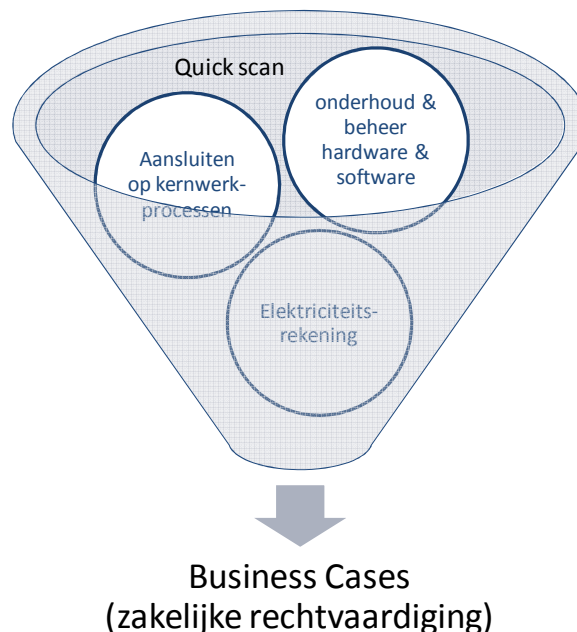 Quick scan
onderhoud &
beheer
hardware &
software
Aansluiten
op kernwerk-
processen
Elektriciteits-
rekening
Business Cases
(zakelijke rechtvaardiging)